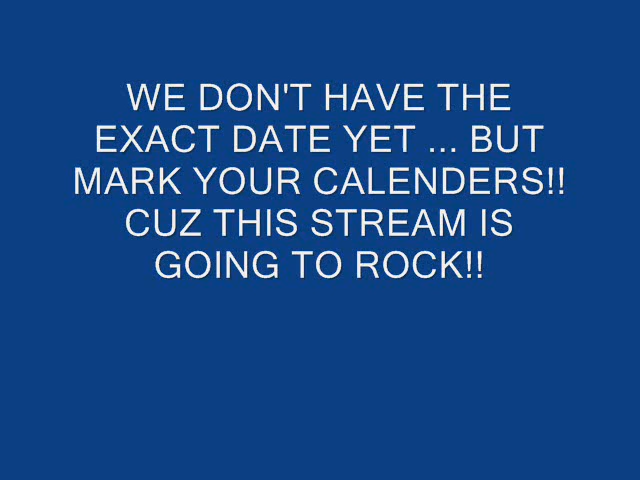 WE DON'T HAVE THE
EXACT DATE YET ... BUT
MARK YOUR CALENDERS!!
CUZ THIS STREAM IS
GOING TO ROCK!!